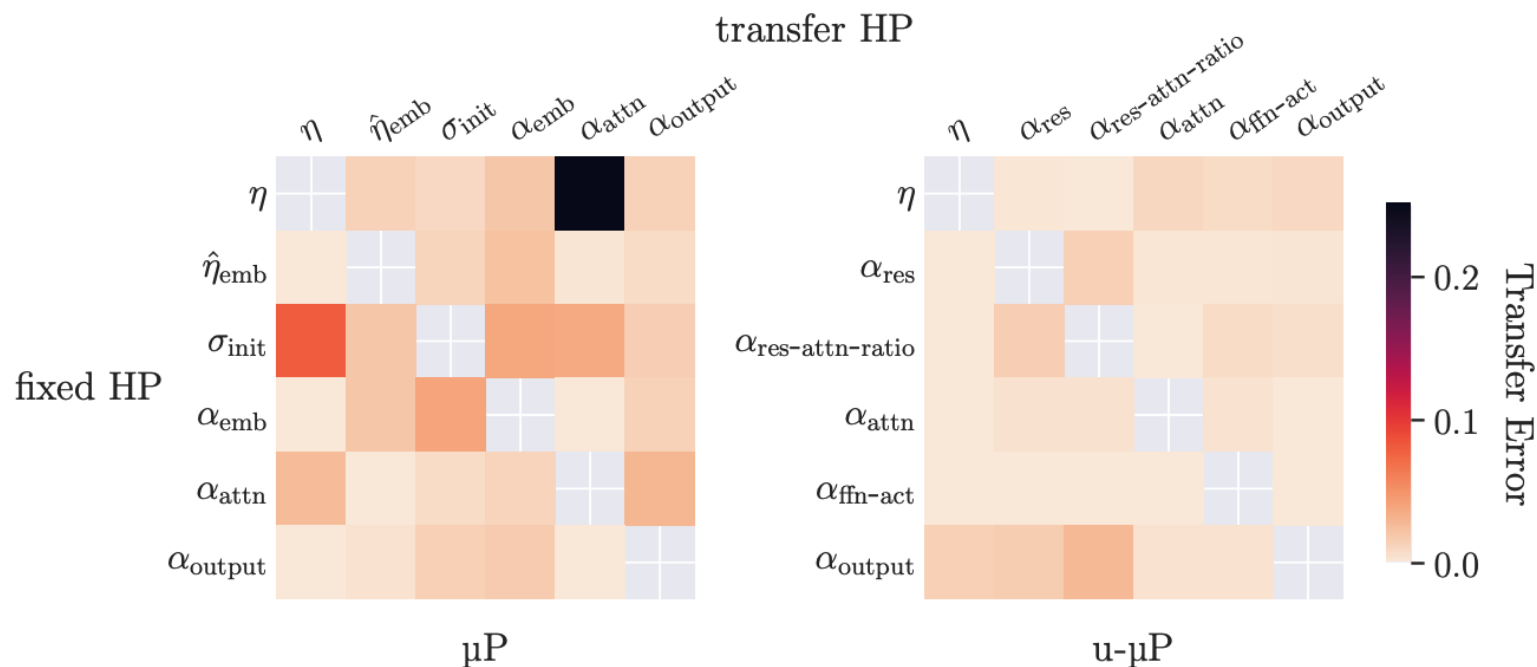 transfer HP
η η̂emb σinit αemb αattn αoutput
η αres αres-attn-ratio αattn αffn-act αoutput
fixed HP
η
η̂emb
σinit
αemb
αattn
αoutput
η
αres
αres-attn-ratio
αattn
αffn-act
αoutput
0.2
0.1
0.0
Transfer Error
μP
u-μP